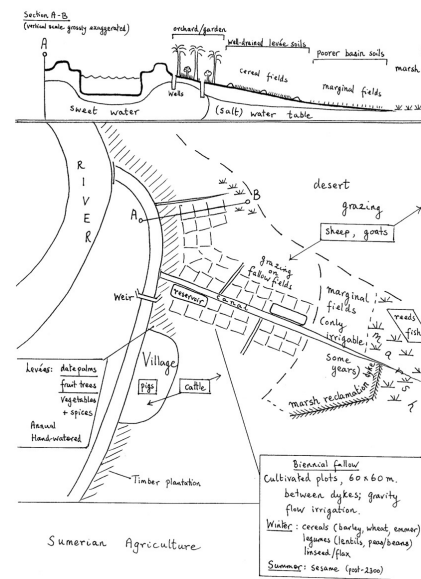 Section A-B
(vertical scale grossly exaggerated)
A
orchard/garden
well-drained levée soils
poorer basin soils
marsh
cereal fields
marginal fields
wells
sweet water
(salt) water table
RIVER
A
B
desert
grazing
sheep, goats
grazing
on
fallow fields
marginal
fields
(only
irrigable
some
years)
reeds
fish
marsh
canal
reservoir
Weir
marsh reclamation dyke
Village
pigs
cattle
Levées: date palms
fruit trees
vegetables
+ spices
Annual
Hand-watered
Timber plantation
Biennial fallow
Cultivated plots, 60 x 60 m.
between dykes; gravity
flow irrigation.
Winter: cereals (barley, wheat, emmer)
legumes (lentils, peas/beans)
linseed/flax
Summer: sesame (post-2300)
Sumerian Agriculture